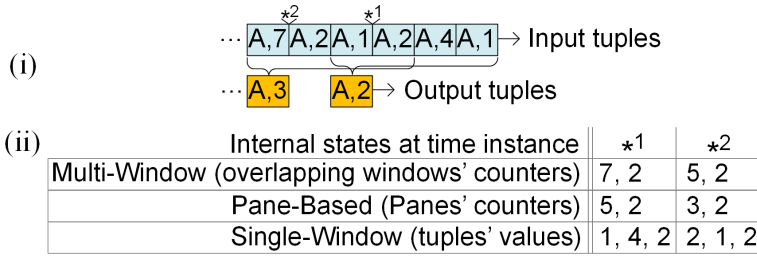 *2 *1
(i) ... A,7 A,2 A,1 A,2 A,4 A,1 Input tuples
... A,3 A,2 Output tuples
(ii) Internal states at time instance *1 *2
Multi-Window (overlapping windows' counters) 7, 2 5, 2
Pane-Based (Panes' counters) 5, 2 3, 2
Single-Window (tuples' values) 1, 4, 2 2, 1, 2